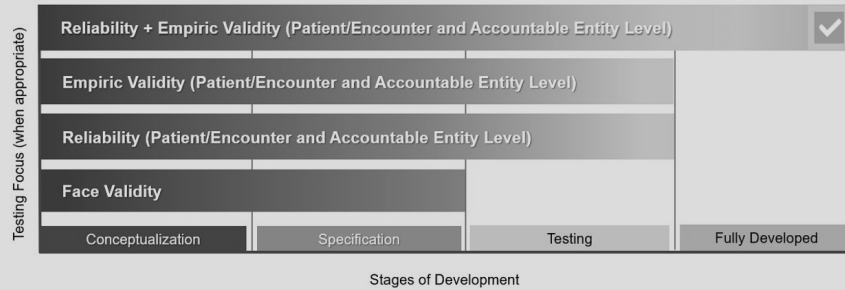 Testing Focus (when appropriate)
Reliability + Empiric Validity (Patient/Encounter and Accountable Entity Level)
Empiric Validity (Patient/Encounter and Accountable Entity Level)
Reliability (Patient/Encounter and Accountable Entity Level)
Face Validity
Conceptualization
Specification
Testing
Fully Developed
Stages of Development